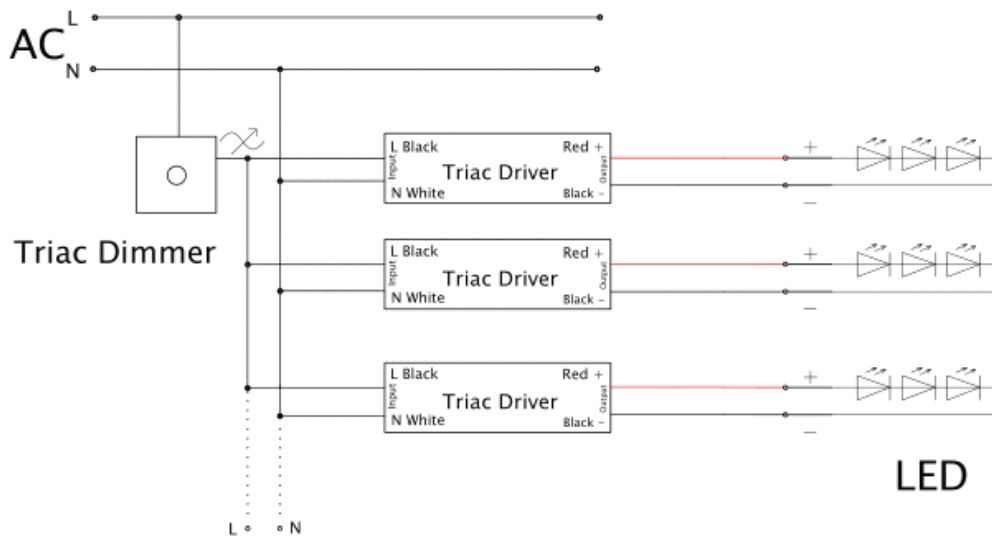 L
AC
N
L Black
Red +
Input
Triac Driver
Output
N White
Black -
+
−
Triac Dimmer
L Black
Red +
Input
Triac Driver
Output
N White
Black -
+
−
L Black
Red +
Input
Triac Driver
Output
N White
Black -
+
−
LED
L
N